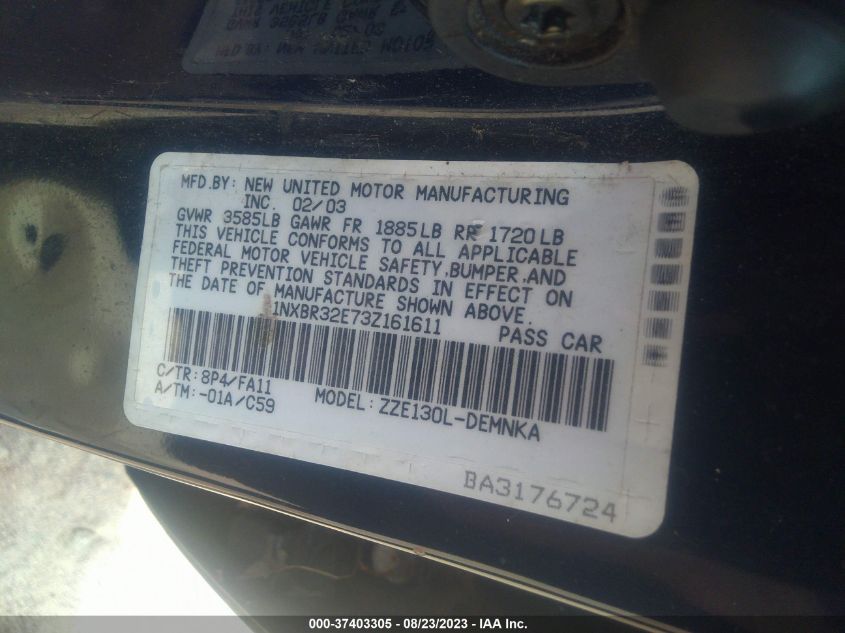 MFD.BY: NEW UNITED MOTOR MANUFACTURING
INC. 02/03
GVWR 3585LB GAWR FR 1885LB RR 1720LB
THIS VEHICLE CONFORMS TO ALL APPLICABLE
FEDERAL MOTOR VEHICLE SAFETY,BUMPER,AND
THEFT PREVENTION STANDARDS IN EFFECT ON
THE DATE OF MANUFACTURE SHOWN ABOVE.
1NXBR32E73Z161611 PASS CAR
C/TR:8P4/FA11
A/TM:-01A/C59 MODEL: ZZE130L-DEMNKA
BA3176724
000-37403305 - 08/23/2023 - IAA Inc.